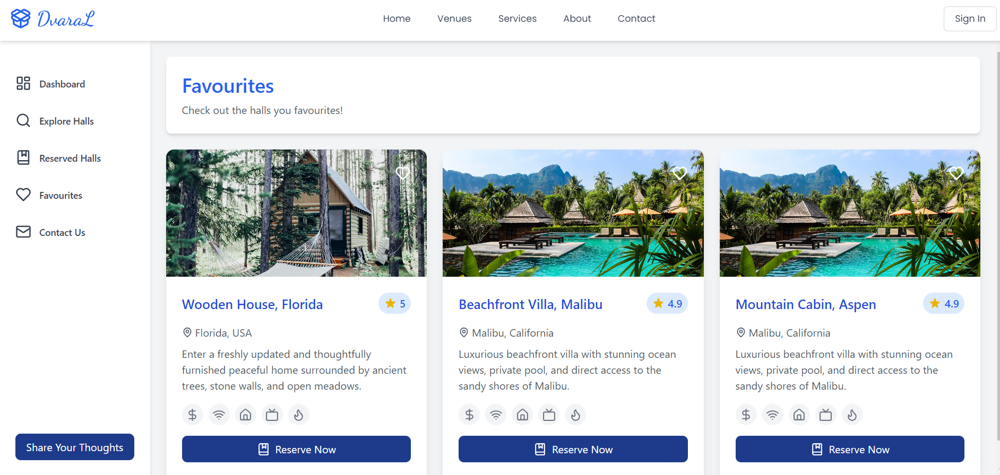 DvaraL
Home Venues Services About Contact
Sign In
Dashboard
Explore Halls
Reserved Halls
Favourites
Contact Us
Share Your Thoughts
Favourites
Check out the halls you favourites!
Wooden House, Florida
5
Florida, USA
Enter a freshly updated and thoughtfully
furnished peaceful home surrounded by ancient
trees, stone walls, and open meadows.
Reserve Now
Beachfront Villa, Malibu
4.9
Malibu, California
Luxurious beachfront villa with stunning ocean
views, private pool, and direct access to the
sandy shores of Malibu.
Reserve Now
Mountain Cabin, Aspen
4.9
Malibu, California
Luxurious beachfront villa with stunning ocean
views, private pool, and direct access to the
sandy shores of Malibu.
Reserve Now